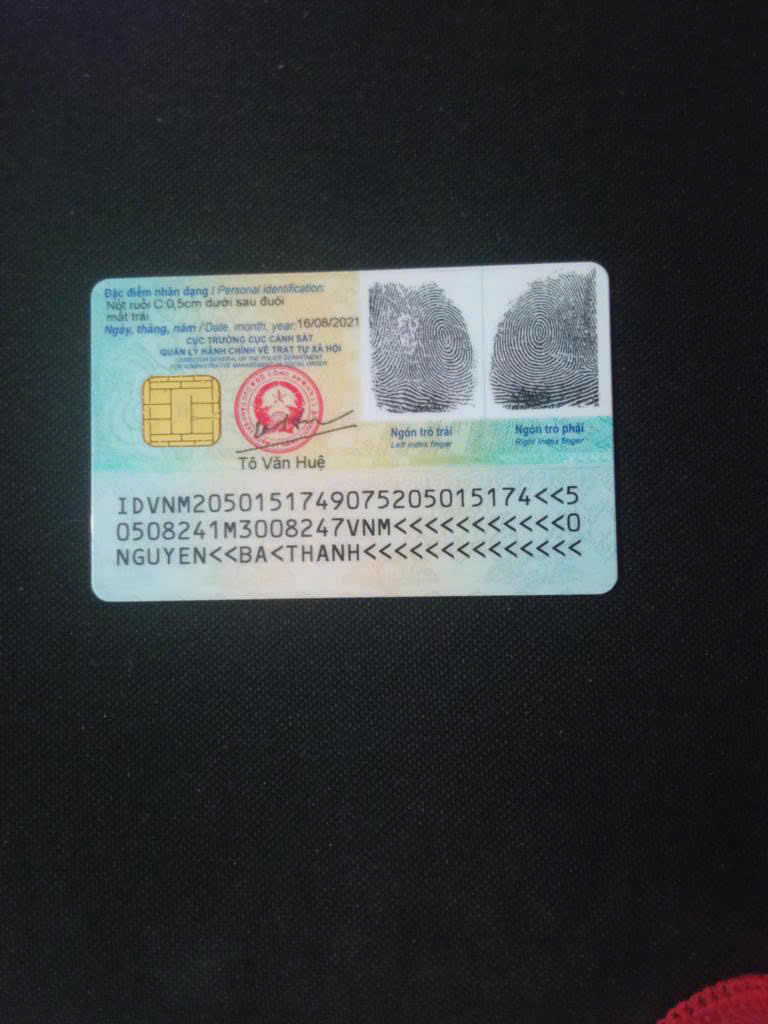 Đặc điểm nhân dạng / Personal identification:
Nốt ruồi C:0,5cm dưới sau đuôi
mắt trái
Ngày, tháng, năm / Date, month, year: 16/08/2021
CỤC TRƯỞNG CỤC CẢNH SÁT
QUẢN LÝ HÀNH CHÍNH VỀ TRẬT TỰ XÃ HỘI
DIRECTOR GENERAL OF THE POLICE DEPARTMENT
FOR ADMINISTRATIVE MANAGEMENT OF SOCIAL ORDER
Tô Văn Huệ
Ngón trỏ trái
Left index finger
Ngón trỏ phải
Right index finger
IDVNM2050151749075205015174<<5
0508241M3008247VNM<<<<<<<<<<<0
NGUYEN<<BA<THANH<<<<<<<<<<<<<<